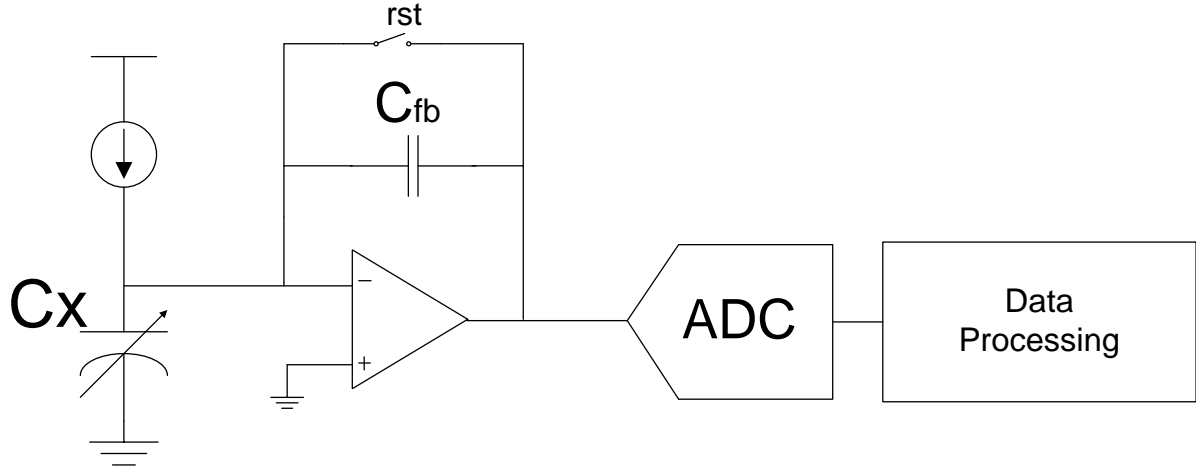 rst
Cfb
Cx
−
+
ADC
Data
Processing